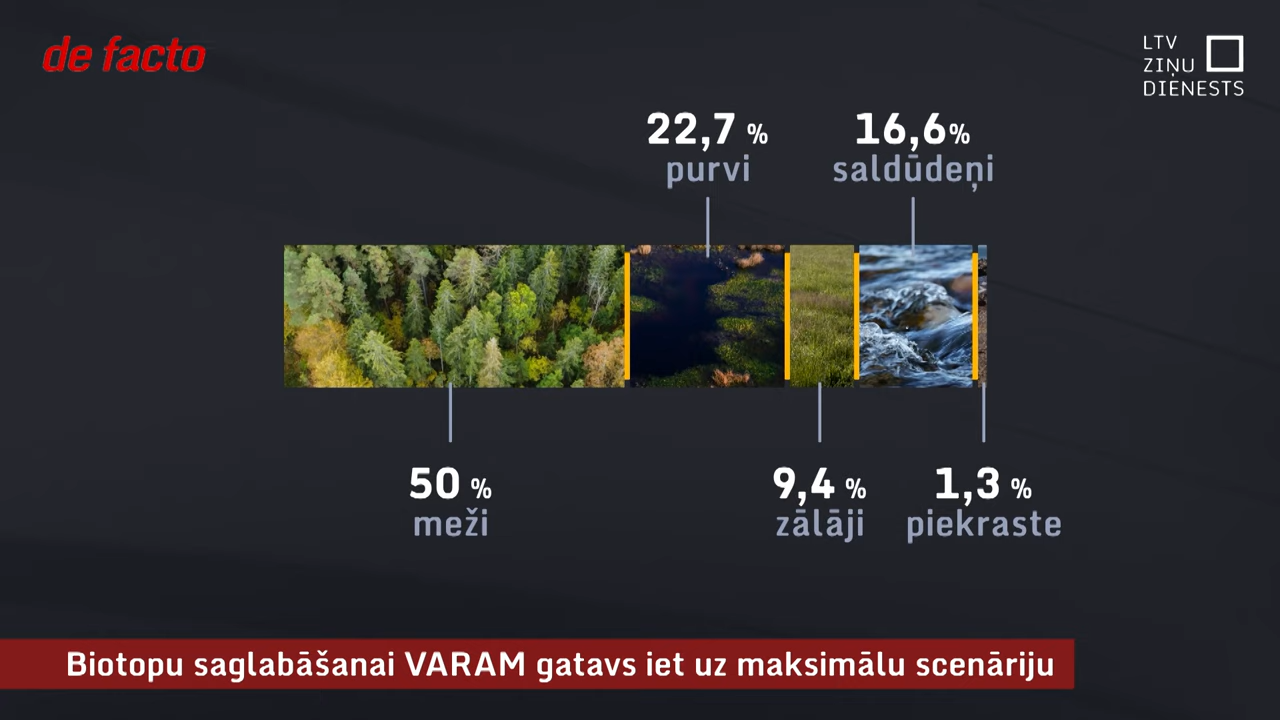 de facto
LTV
ZIŅU
DIENESTS
22,7 %
purvi
16,6%
saldūdeņi
50 %
meži
9,4 %
zālāji
1,3 %
piekraste
Biotopu saglabāšanai VARAM gatavs iet uz maksimālu scenāriju